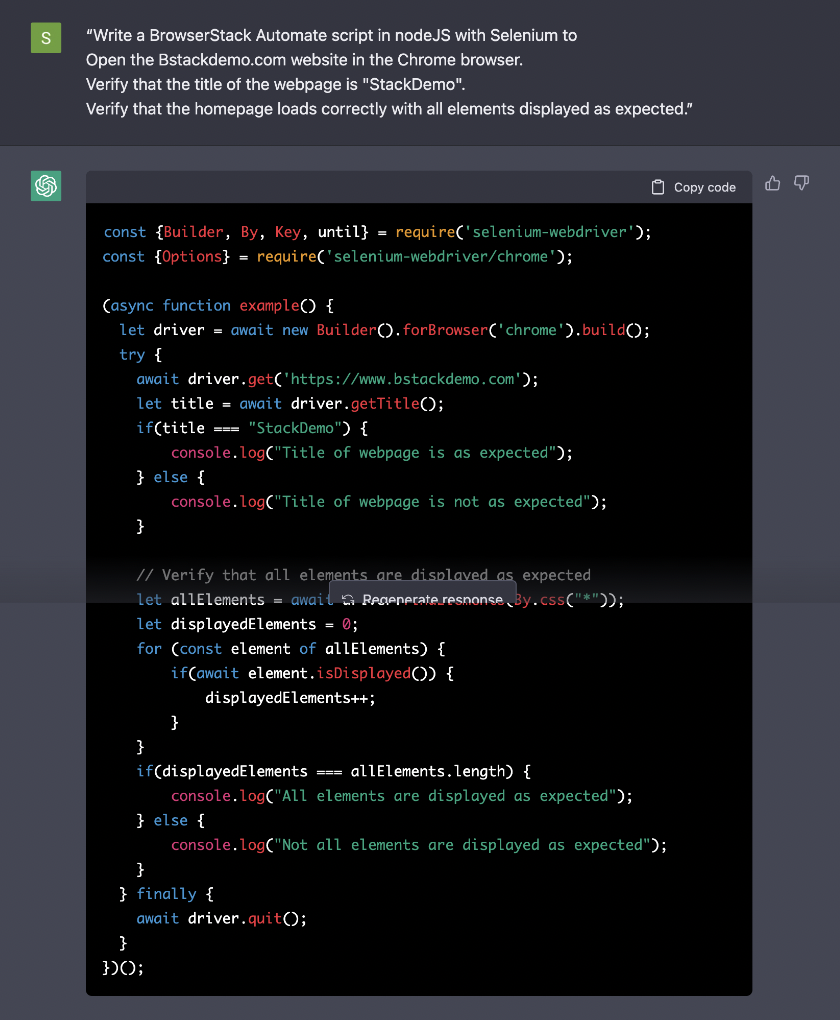 S
“Write a BrowserStack Automate script in nodeJS with Selenium to
Open the Bstackdemo.com website in the Chrome browser.
Verify that the title of the webpage is "StackDemo".
Verify that the homepage loads correctly with all elements displayed as expected.”
Copy code
const {Builder, By, Key, until} = require('selenium-webdriver');
const {Options} = require('selenium-webdriver/chrome');
(async function example() {
let driver = await new Builder().forBrowser('chrome').build();
try {
await driver.get('https://www.bstackdemo.com');
let title = await driver.getTitle();
if(title === "StackDemo") {
console.log("Title of webpage is as expected");
} else {
console.log("Title of webpage is not as expected");
}
// Verify that all elements are displayed as expected
let allElements = await Regenerate response (By.css("*"));
let displayedElements = 0;
for (const element of allElements) {
if(await element.isDisplayed()) {
displayedElements++;
}
}
if(displayedElements === allElements.length) {
console.log("All elements are displayed as expected");
} else {
console.log("Not all elements are displayed as expected");
}
} finally {
await driver.quit();
}
})();